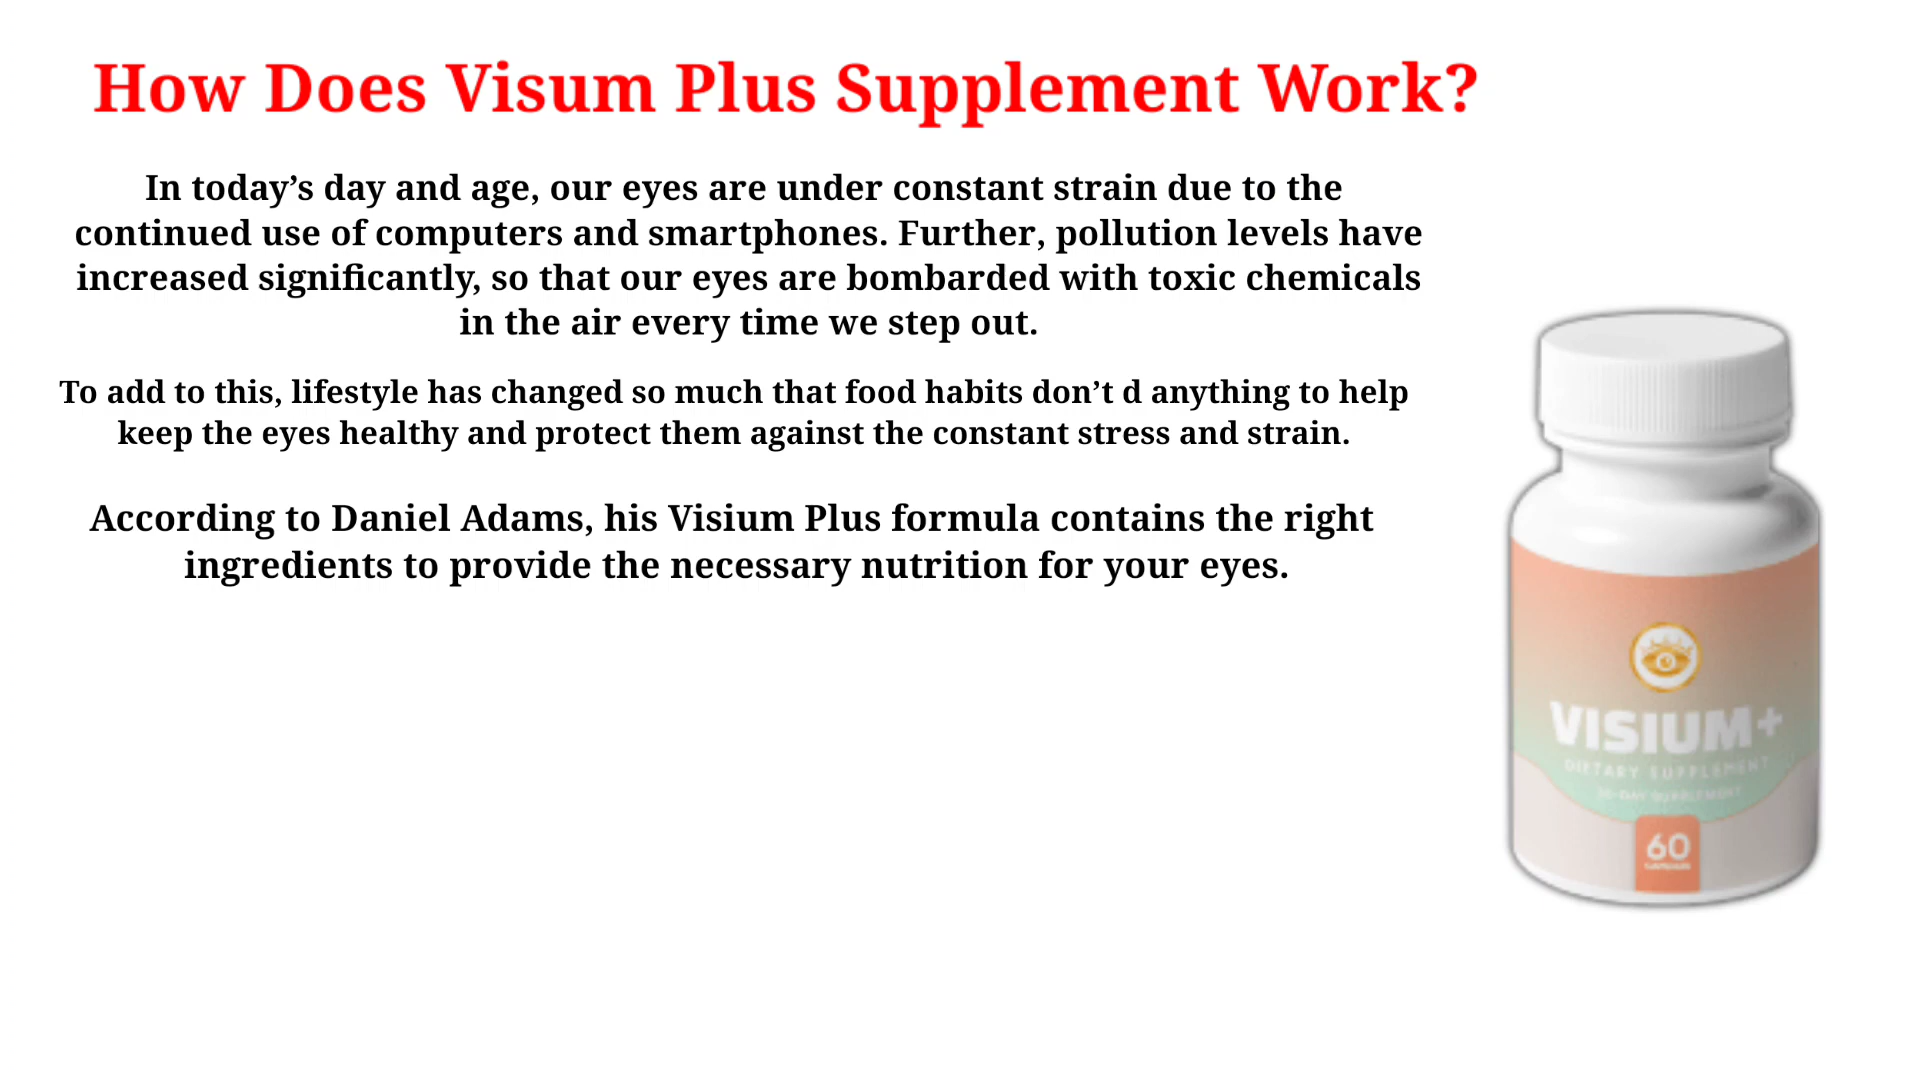 How Does Visum Plus Supplement Work?
In today’s day and age, our eyes are under constant strain due to the
continued use of computers and smartphones. Further, pollution levels have
increased significantly, so that our eyes are bombarded with toxic chemicals
in the air every time we step out.
To add to this, lifestyle has changed so much that food habits don’t d anything to help
keep the eyes healthy and protect them against the constant stress and strain.
According to Daniel Adams, his Visium Plus formula contains the right
ingredients to provide the necessary nutrition for your eyes.
VISIUM+
DIETARY SUPPLEMENT
30-DAY SUPPLEMENT
60